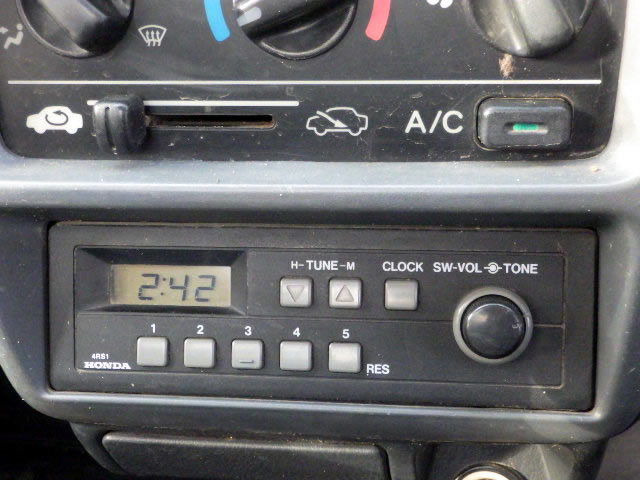 A/C
H-TUNE-M CLOCK SW-VOL TONE
2:42
1 2 3 4 5
4RS1
HONDA
RES